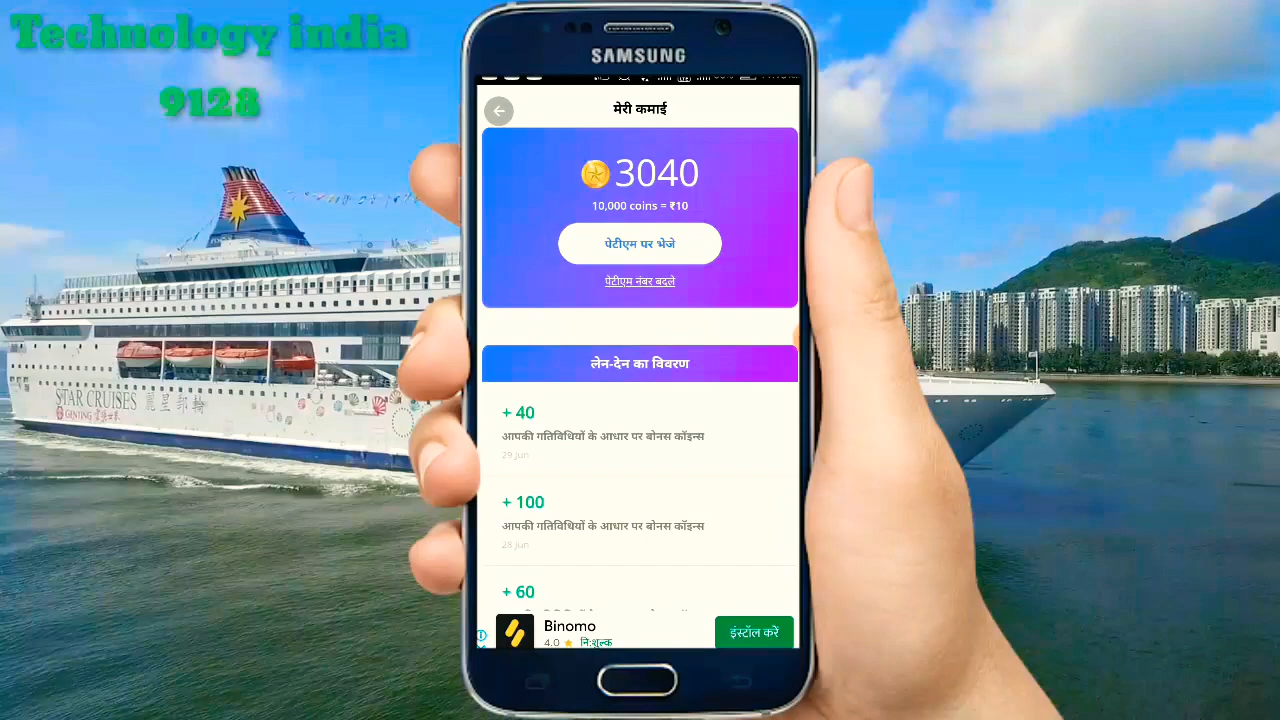 Technology india
9128
SAMSUNG
मेरी कमाई
3040
10,000 coins = ₹10
पेटीएम पर भेजे
पेटीएम नंबर बदले
लेन-देन का विवरण
+ 40
आपकी गतिविधियों के आधार पर बोनस कॉइन्स
29 Jun
+ 100
आपकी गतिविधियों के आधार पर बोनस कॉइन्स
28 Jun
+ 60
Binomo
4.0 ★ नि:शुल्क
इंस्टॉल करें
STAR CRUISES
GENTING